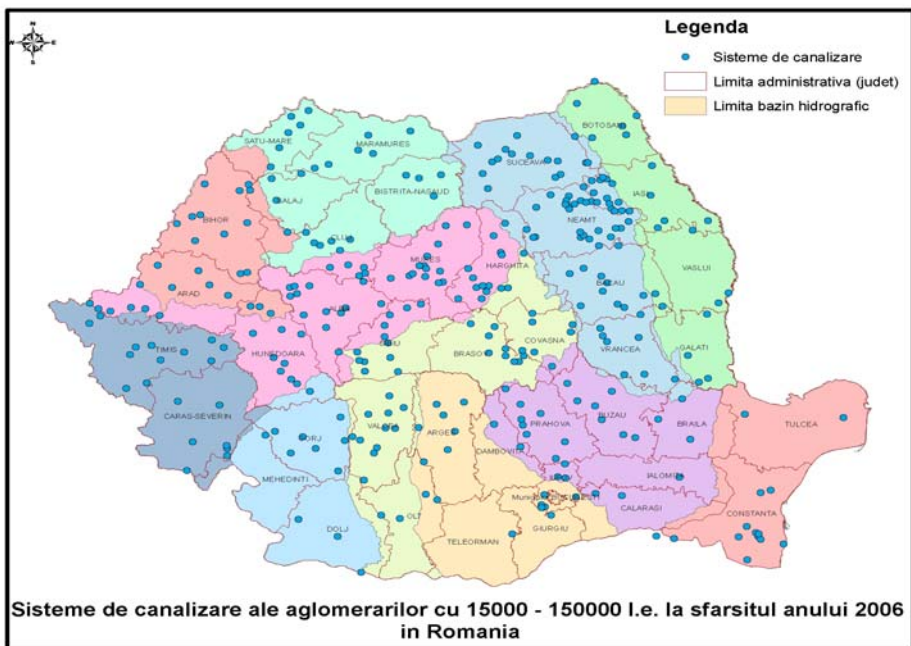 Legenda
N
W E
S
Sisteme de canalizare
Limita administrativa (judet)
Limita bazin hidrografic
BOTOSANI
SATU-MARE
MARAMURES
SUCEAVA
IASI
BISTRITA-NASAUD
SALAJ
NEAMT
BIHOR
CLUJ
MURES
HARGHITA
VASLUI
BACAU
ARAD
ALBA
COVASNA
TIMIS
HUNEDOARA
SIBIU
BRASOV
VRANCEA
GALATI
CARAS-SEVERIN
GORJ
VALCEA
ARGES
PRAHOVA
BUZAU
BRAILA
TULCEA
DAMBOVITA
MEHEDINTI
IALOMITA
CALARASI
CONSTANTA
OLT
DOLJ
GIURGIU
TELEORMAN
Sisteme de canalizare ale aglomerarilor cu 15000 - 150000 l.e. la sfarsitul anului 2006
in Romania